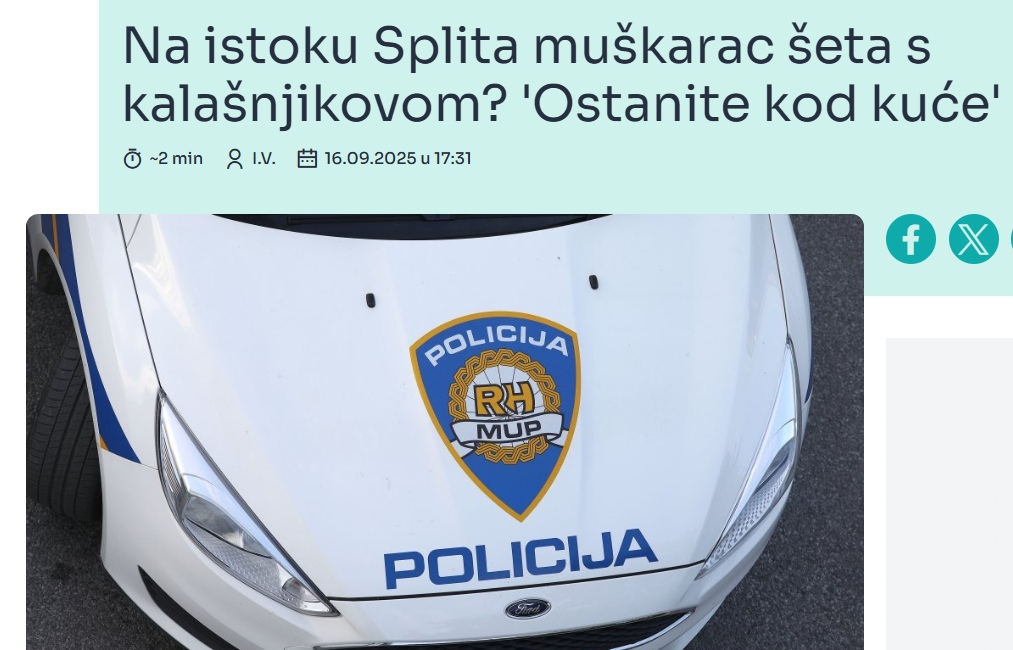 Na istoku Splita muškarac šeta s
kalašnjikovom? 'Ostanite kod kuće'
~2 min I.V. 16.09.2025 u 17:31
POLICIJA
RH
MUP
POLICIJA
Ford